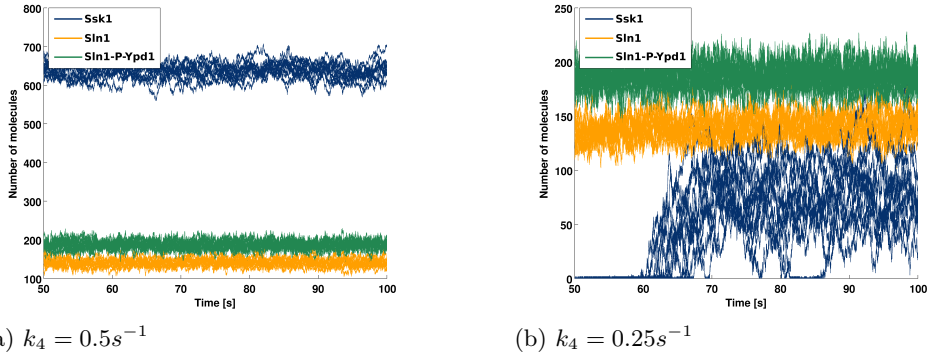 800
700
600
500
400
300
200
100
Number of molecules
50 60 70 80 90 100
Time [s]
Ssk1
Sln1
Sln1-P-Ypd1
) k₄ = 0.5s⁻¹
250
200
150
100
50
0
Number of molecules
50 60 70 80 90 100
Time [s]
Ssk1
Sln1
Sln1-P-Ypd1
(b) k₄ = 0.25s⁻¹